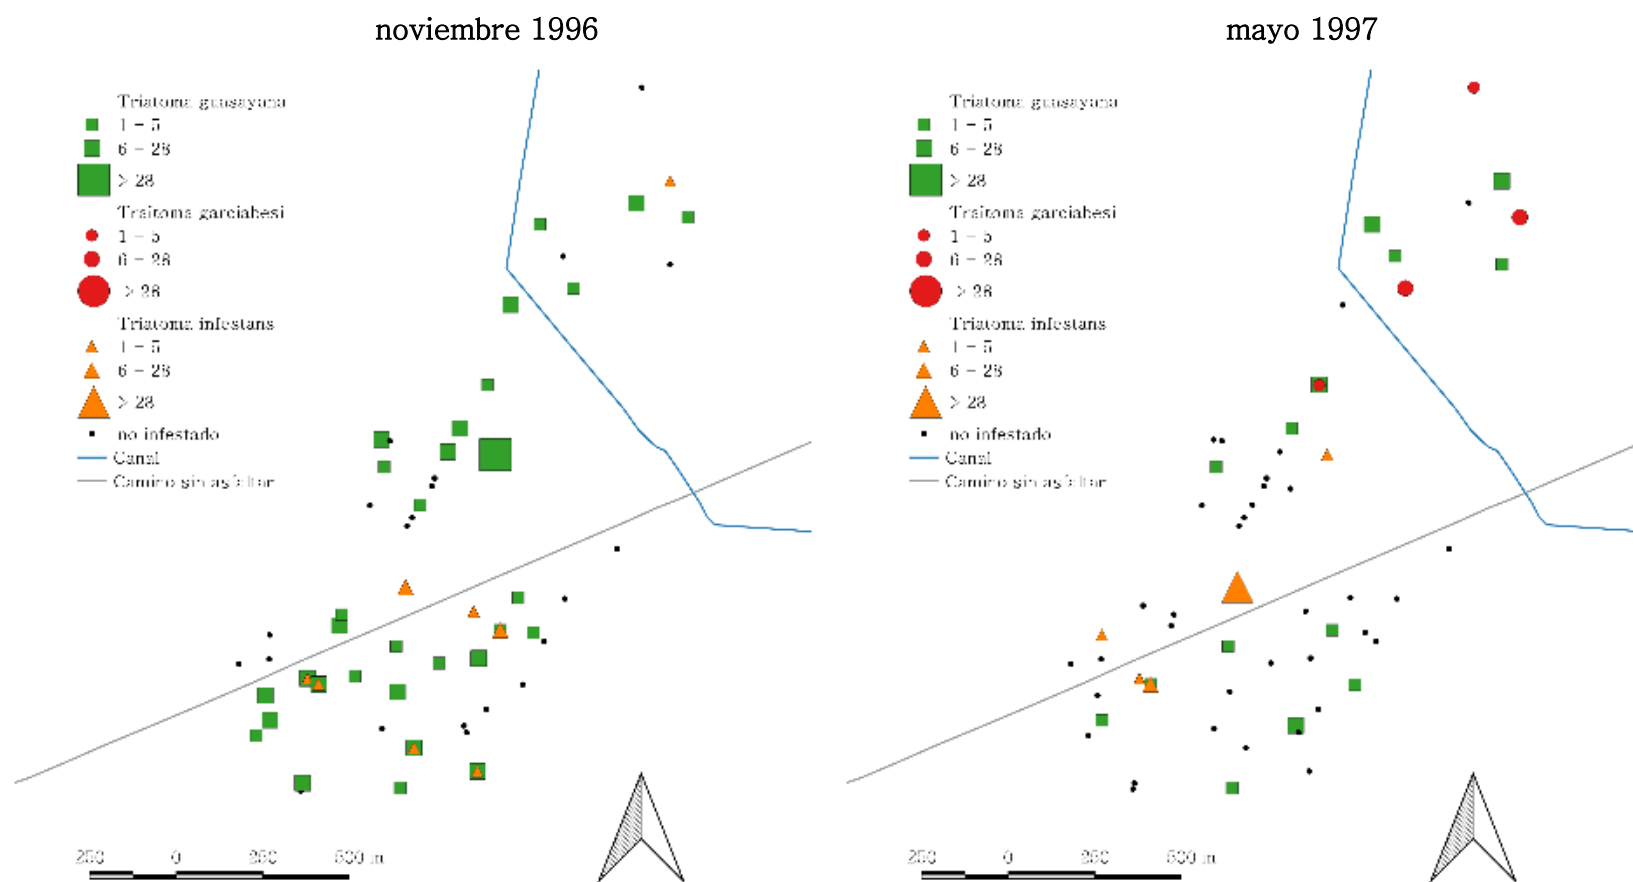 noviembre 1996
Triatoma guasayana
1 – 5
6 – 28
> 28
Traitoma garciabesi
1 – 5
6 – 28
> 28
Triatoma infestans
1 – 5
6 – 28
> 28
no infestado
Canal
Camino sin asfaltar
250 0 250 500 m
mayo 1997
Triatoma guasayana
1 – 5
6 – 28
> 28
Traitoma garciabesi
1 – 5
6 – 28
> 28
Triatoma infestans
1 – 5
6 – 28
> 28
no infestado
Canal
Camino sin asfaltar
250 0 250 500 m